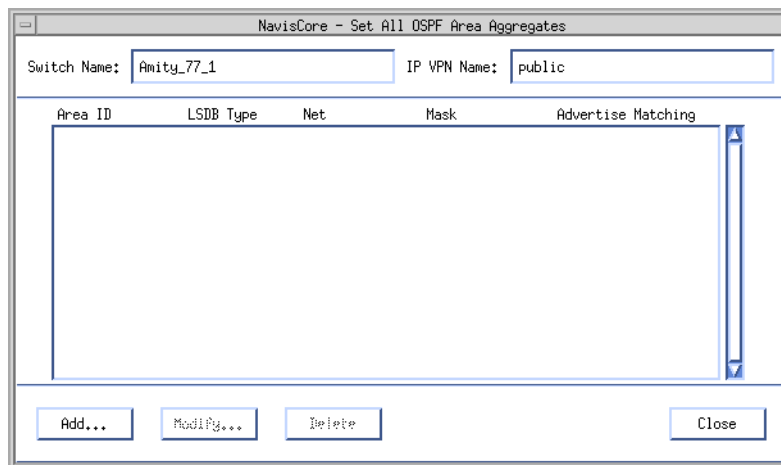 NavisCore - Set All OSPF Area Aggregates
Switch Name: Amity_77_1 IP VPN Name: public
Area ID LSDB Type Net Mask Advertise Matching
Add... Modify... Delete Close